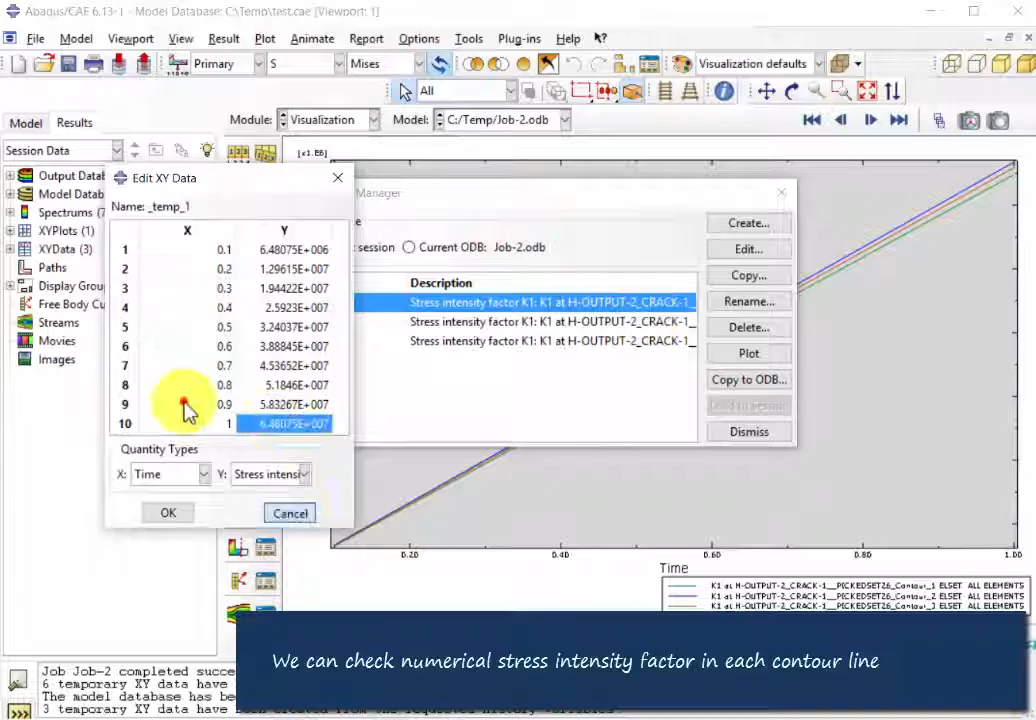 Abaqus/CAE 6.13-1 - Model Database: C:\Temp\test.cae [Viewport: 1]
File Model Viewport View Result Plot Animate Report Options Tools Plug-ins Help
Primary S Mises Visualization defaults
All
Model Results Module: Visualization Model: C:/Temp/Job-2.odb
Session Data
[x1.E6]
Output Datab
Model Datab
Spectrums (7
XYPlots (1)
XYData (3)
Paths
Display Group
Free Body Cu
Streams
Movies
Images
Edit XY Data
Name: _temp_1
X Y
1 0.1 6.48075E+006
2 0.2 1.29615E+007
3 0.3 1.94422E+007
4 0.4 2.5923E+007
5 0.5 3.24037E+007
6 0.6 3.88845E+007
7 0.7 4.53652E+007
8 0.8 5.1846E+007
9 0.9 5.83267E+007
10 1 6.48075E+007
Quantity Types
X: Time Y: Stress intensi
OK Cancel
Manager
session Current ODB: Job-2.odb
Description
Stress intensity factor K1: K1 at H-OUTPUT-2_CRACK-1_
Stress intensity factor K1: K1 at H-OUTPUT-2_CRACK-1_
Stress intensity factor K1: K1 at H-OUTPUT-2_CRACK-1_
Create...
Edit...
Copy...
Rename...
Delete...
Plot
Copy to ODB...
Dismiss
0.20 0.40 0.60 0.80 1.00
Time
K1 at H-OUTPUT-2_CRACK-1__PICKEDSET26_Contour_1 ELSET ALL ELEMENTS
K1 at H-OUTPUT-2_CRACK-1__PICKEDSET26_Contour_2 ELSET ALL ELEMENTS
K1 at H-OUTPUT-2_CRACK-1__PICKEDSET26_Contour_3 ELSET ALL ELEMENTS
We can check numerical stress intensity factor in each contour line
Job Job-2 completed succe
6 temporary XY data have
The model database has be
3 temporary XY data have been created from the requested history variables